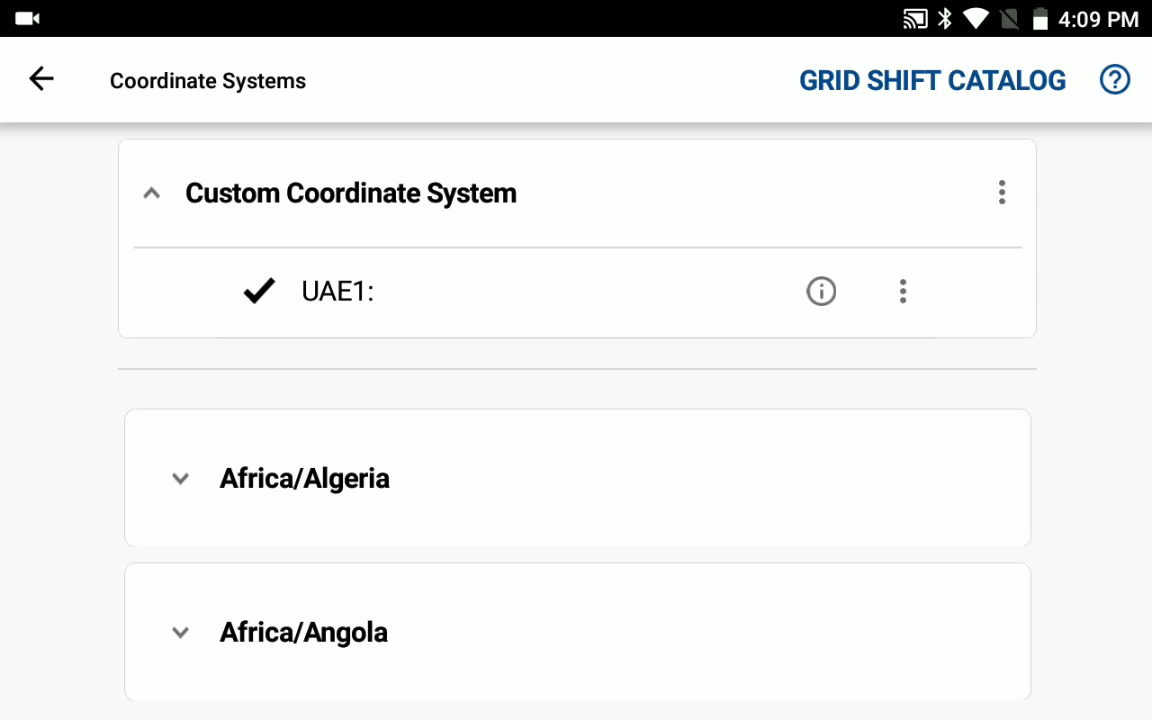 4:09 PM
Coordinate Systems
GRID SHIFT CATALOG
Custom Coordinate System
UAE1:
Africa/Algeria
Africa/Angola